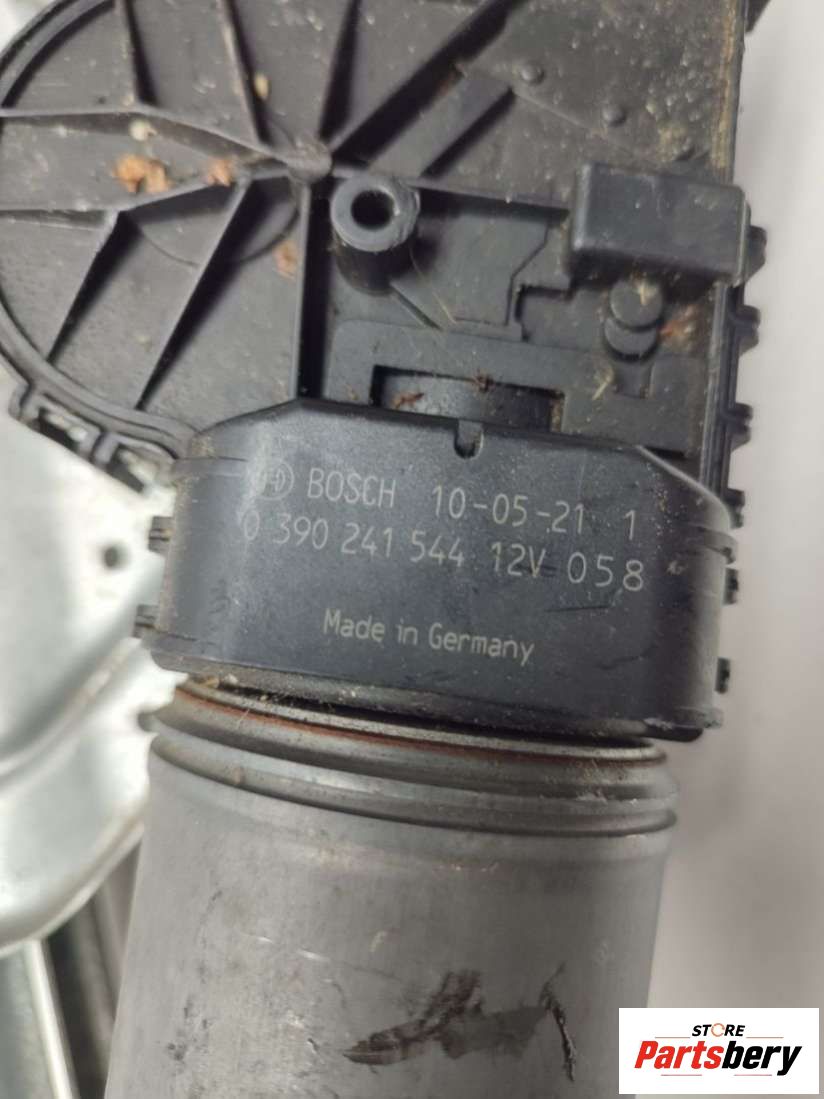 BOSCH 10-05-21 1
0 390 241 544 12V 058
Made in Germany
STORE
Partsbery